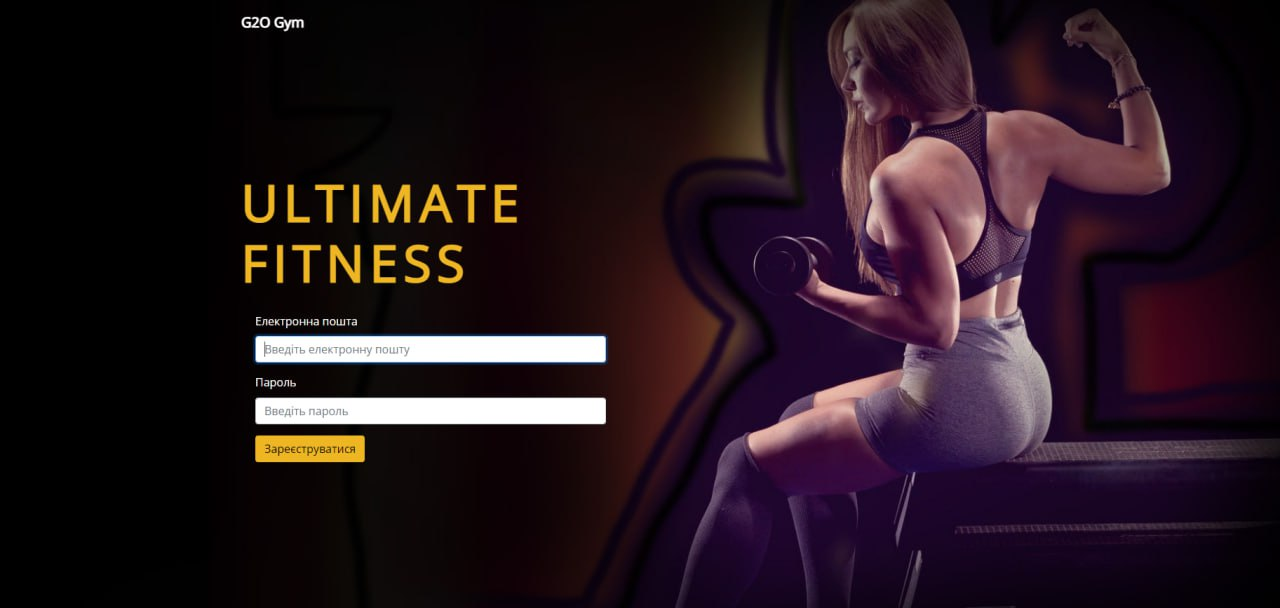 G2O Gym
ULTIMATE
FITNESS
Електронна пошта
Введіть електронну пошту
Пароль
Введіть пароль
Зареєструватися